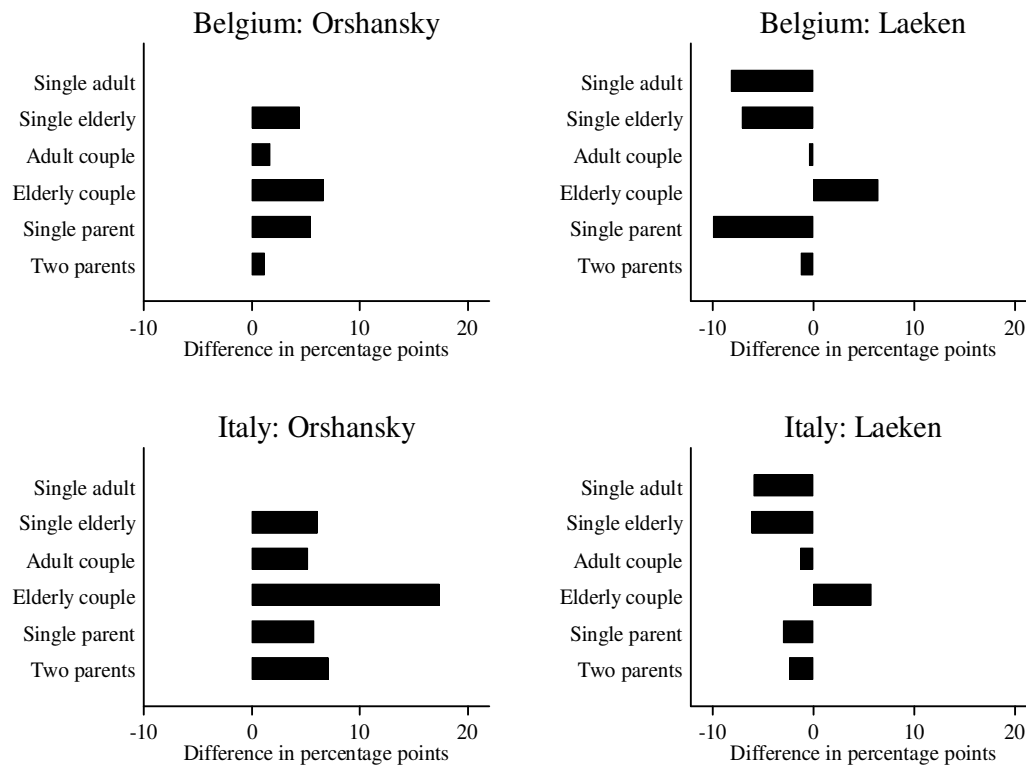 Belgium: Orshansky
Single adult
Single elderly
Adult couple
Elderly couple
Single parent
Two parents
-10 0 10 20
Difference in percentage points
Belgium: Laeken
Single adult
Single elderly
Adult couple
Elderly couple
Single parent
Two parents
-10 0 10 20
Difference in percentage points
Italy: Orshansky
Single adult
Single elderly
Adult couple
Elderly couple
Single parent
Two parents
-10 0 10 20
Difference in percentage points
Italy: Laeken
Single adult
Single elderly
Adult couple
Elderly couple
Single parent
Two parents
-10 0 10 20
Difference in percentage points